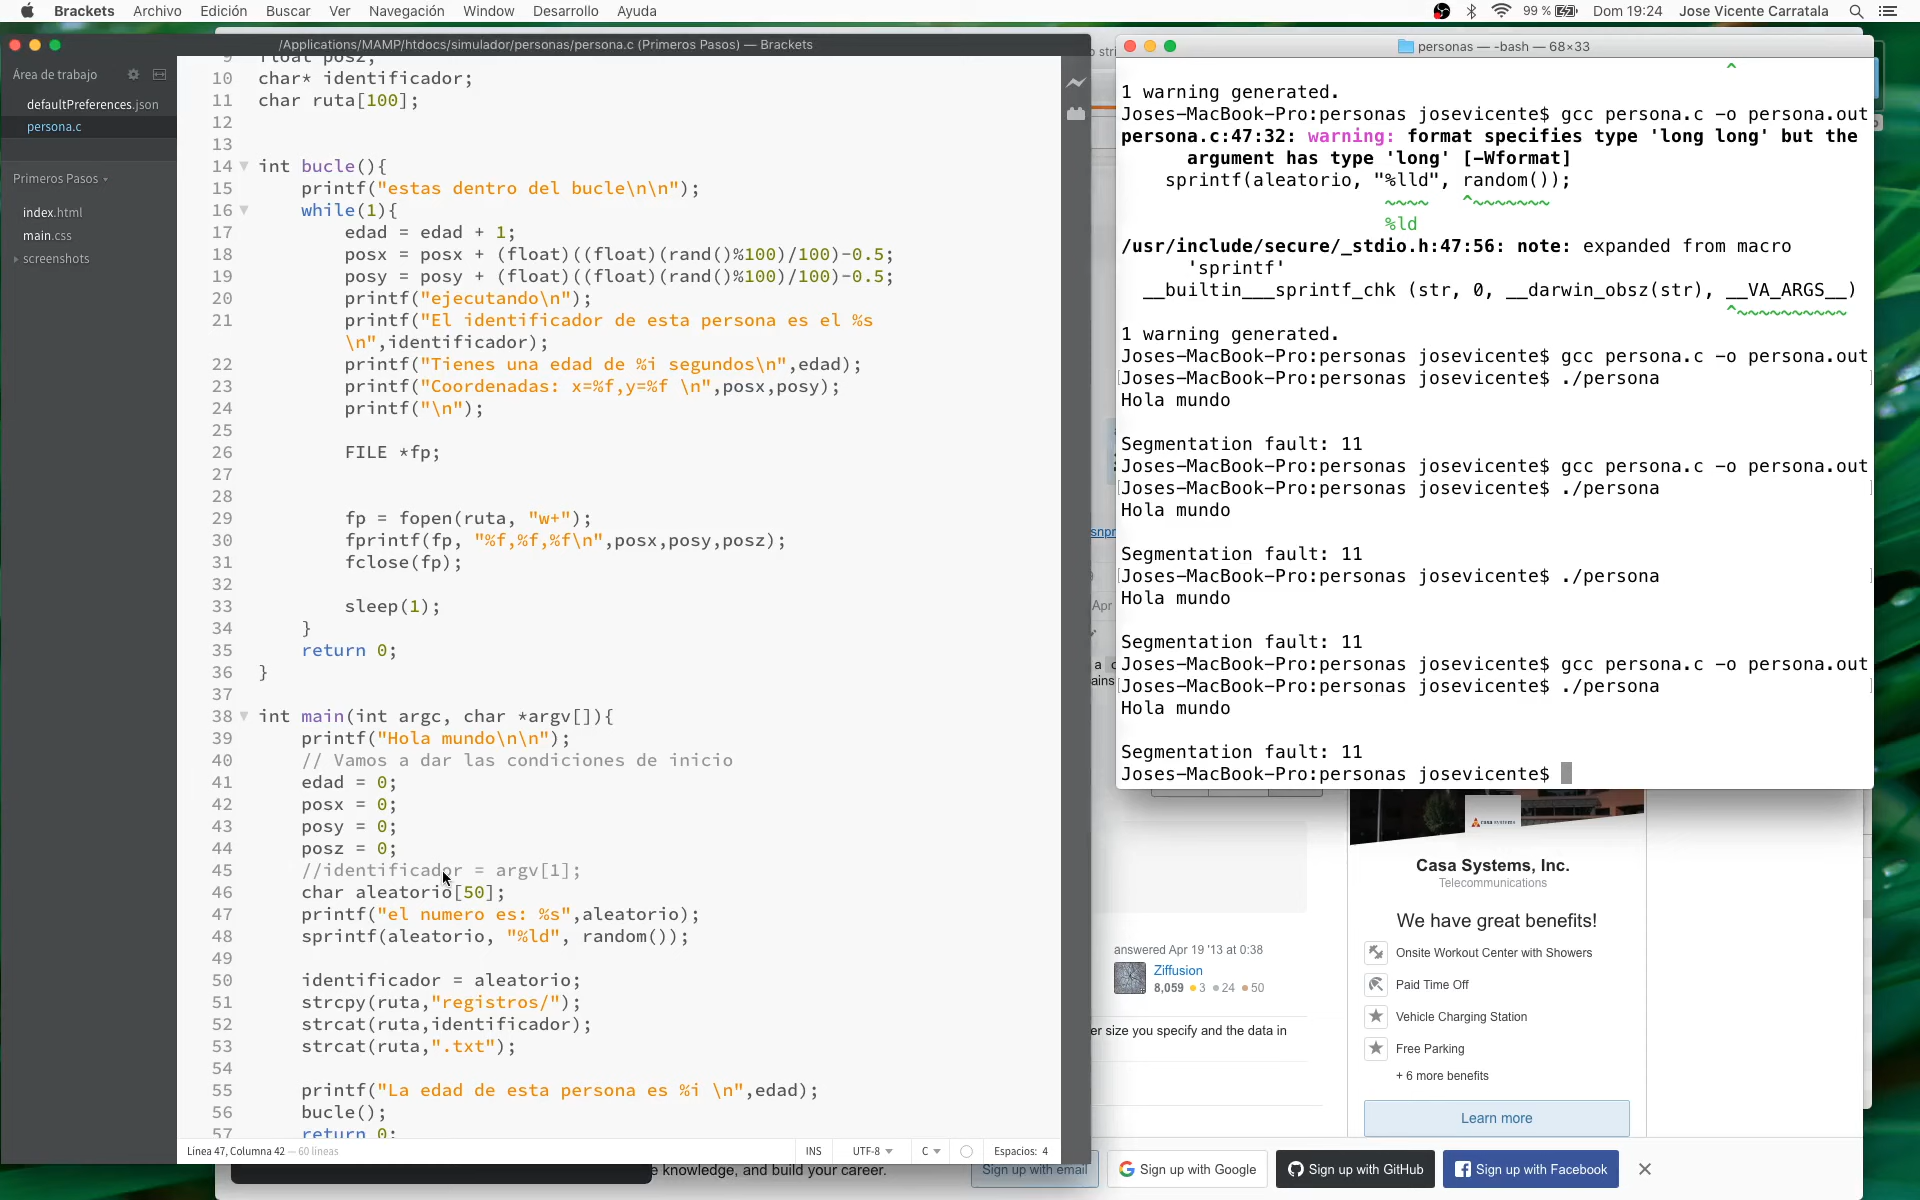 Brackets Archivo Edición Buscar Ver Navegación Window Desarrollo Ayuda
99 % Dom 19:24 Jose Vicente Carratala
/Applications/MAMP/htdocs/simulador/personas/persona.c (Primeros Pasos) — Brackets
Área de trabajo
defaultPreferences.json
persona.c
Primeros Pasos
index.html
main.css
screenshots
9 float posz;
10 char* identificador;
11 char ruta[100];
12
13
14 int bucle(){
15 printf("estas dentro del bucle\n\n");
16 while(1){
17 edad = edad + 1;
18 posx = posx + (float)((float)(rand()%100)/100)-0.5;
19 posy = posy + (float)((float)(rand()%100)/100)-0.5;
20 printf("ejecutando\n");
21 printf("El identificador de esta persona es el %s
\n",identificador);
22 printf("Tienes una edad de %i segundos\n",edad);
23 printf("Coordenadas: x=%f,y=%f \n",posx,posy);
24 printf("\n");
25
26 FILE *fp;
27
28
29 fp = fopen(ruta, "w+");
30 fprintf(fp, "%f,%f,%f\n",posx,posy,posz);
31 fclose(fp);
32
33 sleep(1);
34 }
35 return 0;
36 }
37
38 int main(int argc, char *argv[]){
39 printf("Hola mundo\n\n");
40 // Vamos a dar las condiciones de inicio
41 edad = 0;
42 posx = 0;
43 posy = 0;
44 posz = 0;
45 //identificador = argv[1];
46 char aleatorio[50];
47 printf("el numero es: %s",aleatorio);
48 sprintf(aleatorio, "%ld", random());
49
50 identificador = aleatorio;
51 strcpy(ruta,"registros/");
52 strcat(ruta,identificador);
53 strcat(ruta,".txt");
54
55 printf("La edad de esta persona es %i \n",edad);
56 bucle();
57 return 0;
Línea 47, Columna 42 — 60 líneas
INS UTF-8 C Espacios: 4
personas — -bash — 68×33
^
1 warning generated.
Joses-MacBook-Pro:personas josevicente$ gcc persona.c -o persona.out
persona.c:47:32: warning: format specifies type 'long long' but the
argument has type 'long' [-Wformat]
sprintf(aleatorio, "%lld", random());
~~~~ ^~~~~~~~
%ld
/usr/include/secure/_stdio.h:47:56: note: expanded from macro
'sprintf'
__builtin___sprintf_chk (str, 0, __darwin_obsz(str), __VA_ARGS__)
^~~~~~~~~~~
1 warning generated.
Joses-MacBook-Pro:personas josevicente$ gcc persona.c -o persona.out
Joses-MacBook-Pro:personas josevicente$ ./persona
Hola mundo
Segmentation fault: 11
Joses-MacBook-Pro:personas josevicente$ gcc persona.c -o persona.out
Joses-MacBook-Pro:personas josevicente$ ./persona
Hola mundo
Segmentation fault: 11
Joses-MacBook-Pro:personas josevicente$ ./persona
Hola mundo
Segmentation fault: 11
Joses-MacBook-Pro:personas josevicente$ gcc persona.c -o persona.out
Joses-MacBook-Pro:personas josevicente$ ./persona
Hola mundo
Segmentation fault: 11
Joses-MacBook-Pro:personas josevicente$
snpr
Apr
answered Apr 19 '13 at 0:38
Ziffusion
8,059 3 24 50
er size you specify and the data in
Casa Systems, Inc.
Telecommunications
We have great benefits!
Onsite Workout Center with Showers
Paid Time Off
Vehicle Charging Station
Free Parking
+ 6 more benefits
Learn more
e knowledge, and build your career.
Sign up with email
Sign up with Google
Sign up with GitHub
Sign up with Facebook